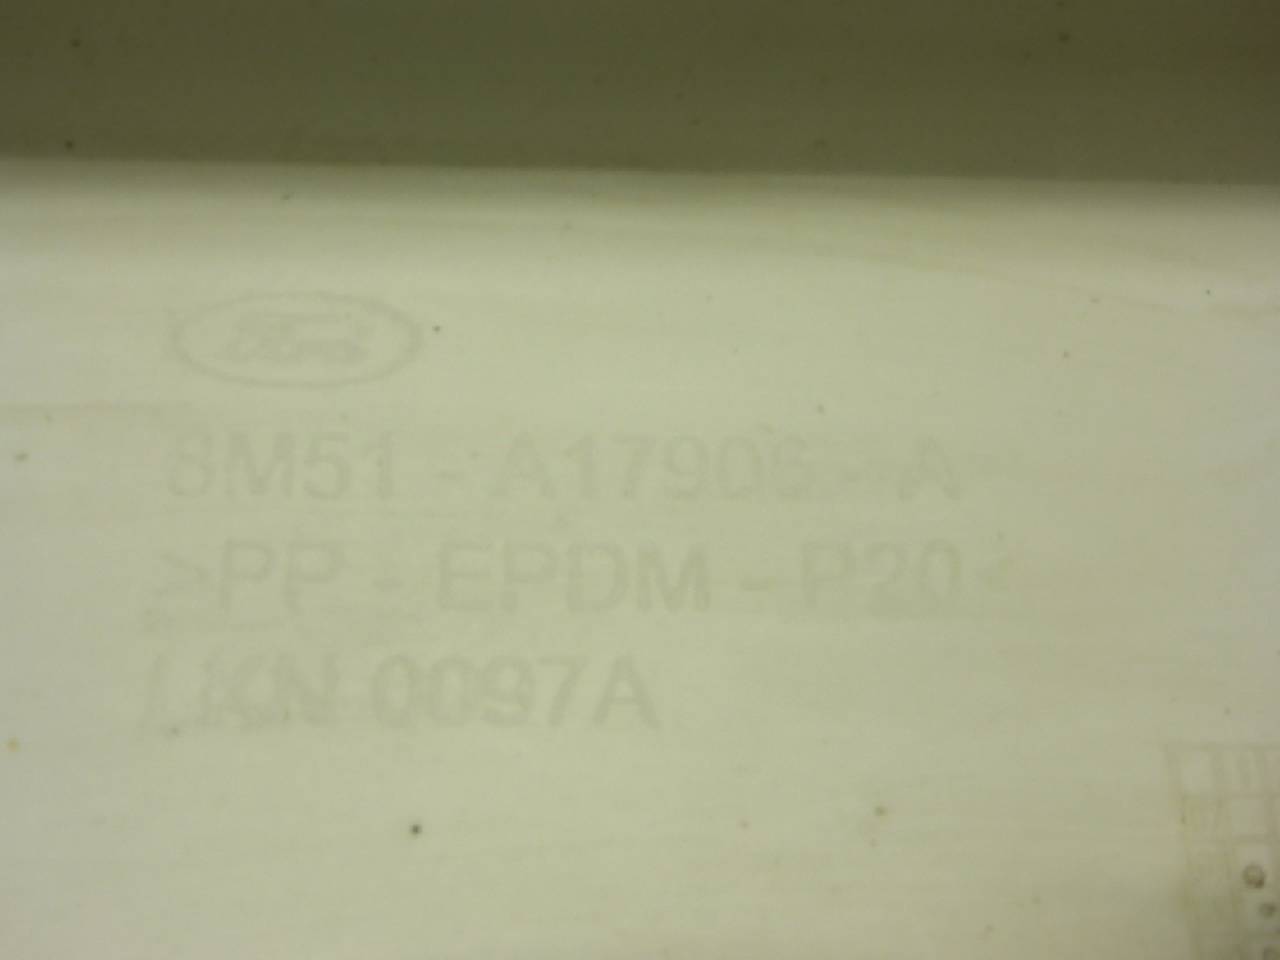 Ford
8M51 - A17906 - A
>PP - EPDM - P20<
LKN 0097A